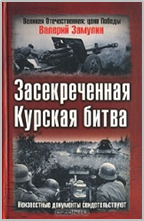 Великая Отечественная: цена Победы
Валерий Замулин
Засекреченная
Курская битва
Неизвестные документы свидетельствуют